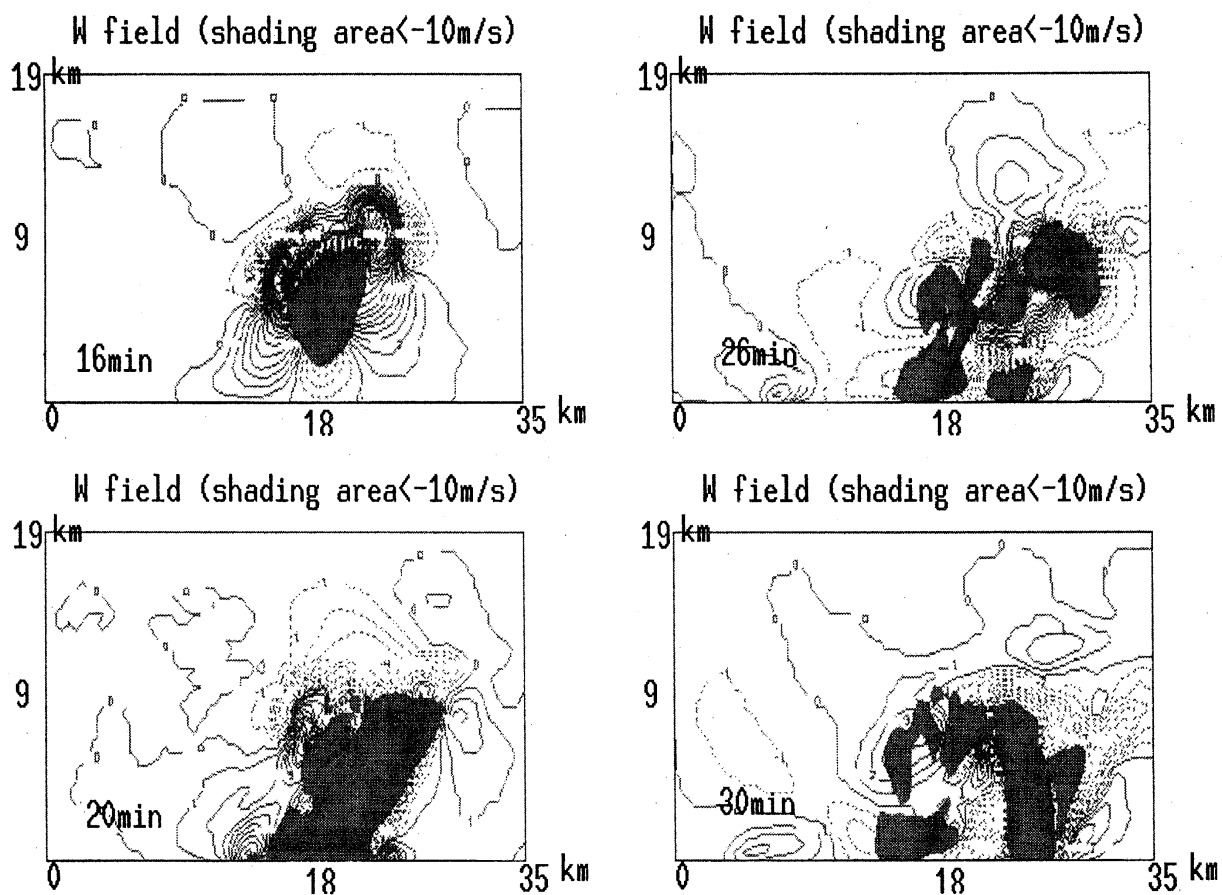 W field (shading area<-10m/s)
19 km
9
16min
0 18 35 km
W field (shading area<-10m/s)
19 km
9
26min
0 18 35 km
W field (shading area<-10m/s)
19 km
9
20min
0 18 35 km
W field (shading area<-10m/s)
19 km
9
30min
0 18 35 km